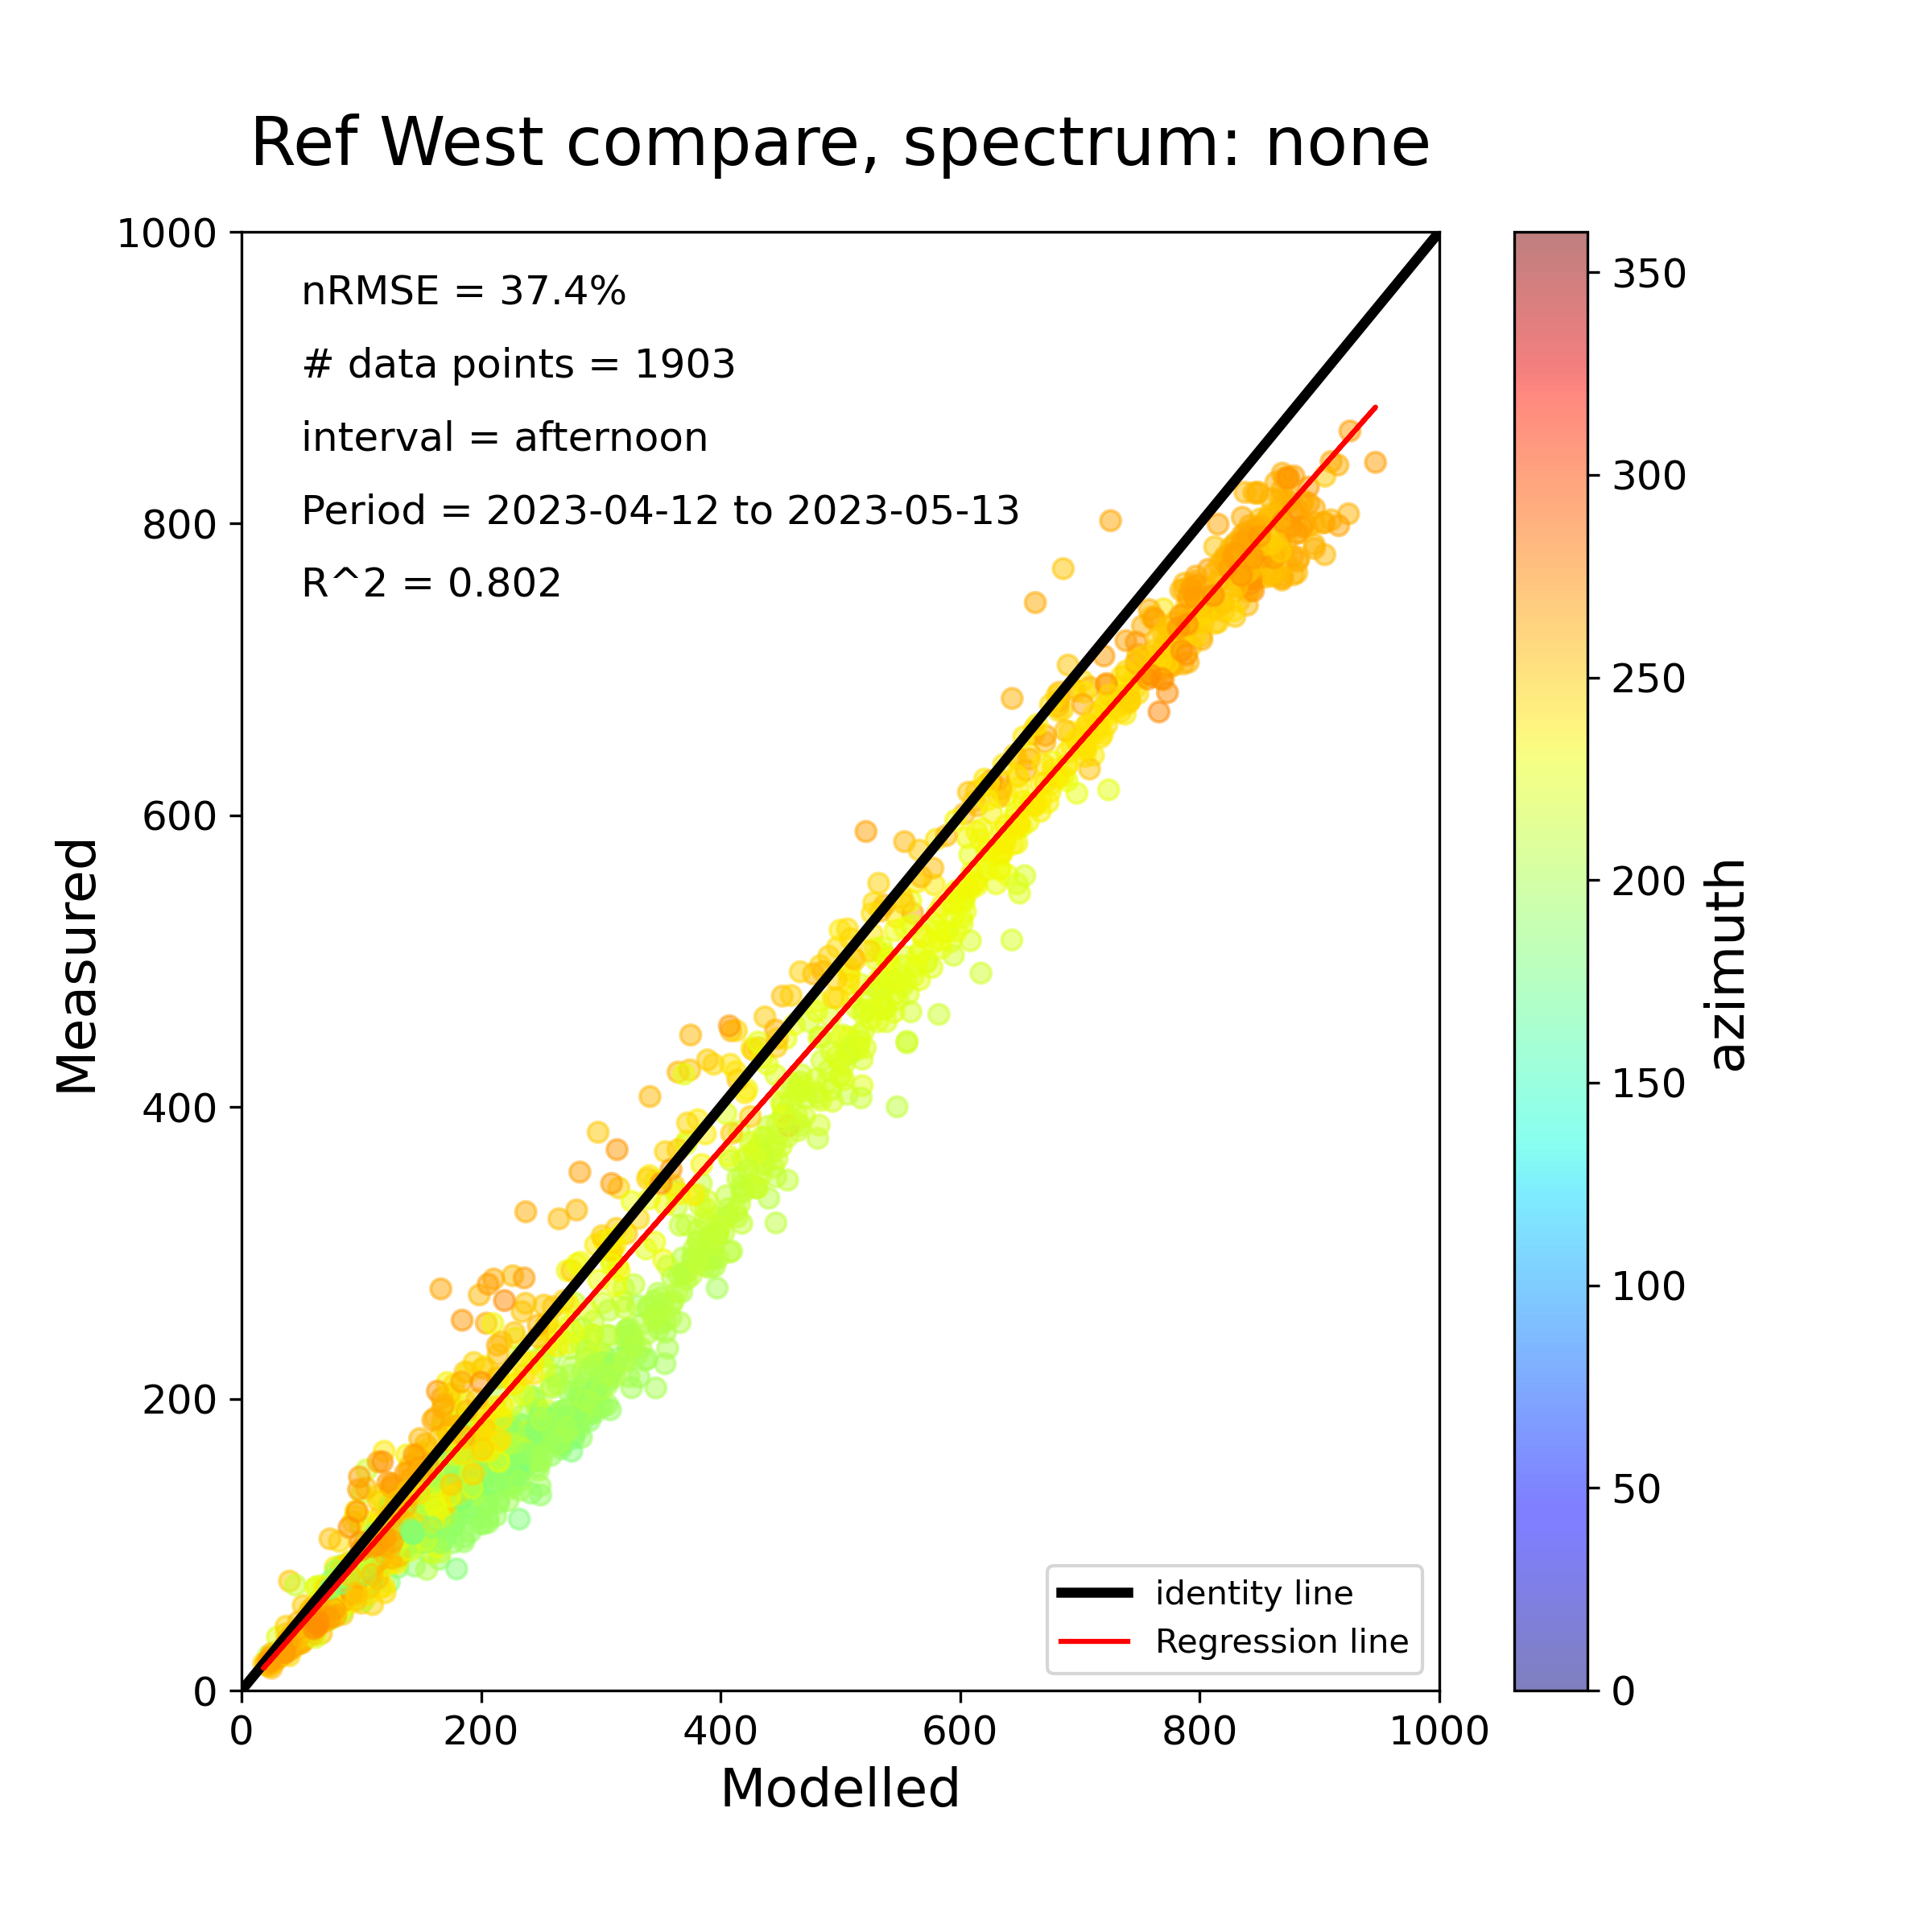 Ref West compare, spectrum: none
nRMSE = 37.4%
# data points = 1903
interval = afternoon
Period = 2023-04-12 to 2023-05-13
R^2 = 0.802
Measured
1000
800
600
400
200
0
0 200 400 600 800 1000
Modelled
identity line
Regression line
350
300
250
200
150
100
50
0
azimuth